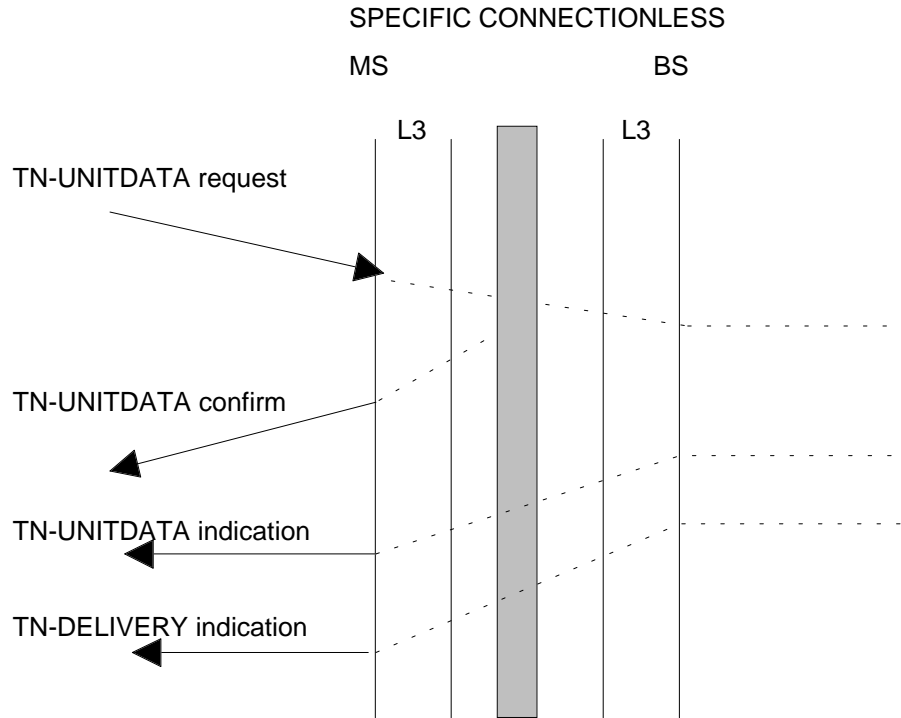 SPECIFIC CONNECTIONLESS
MS BS
L3 L3
TN-UNITDATA request
TN-UNITDATA confirm
TN-UNITDATA indication
TN-DELIVERY indication